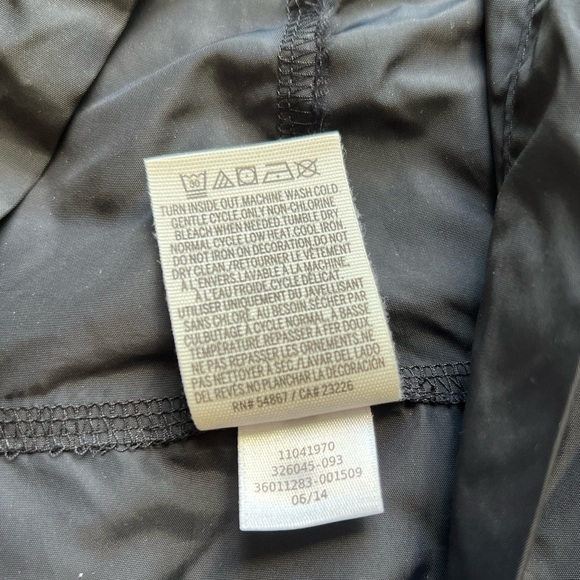 TURN INSIDE OUT.MACHINE WASH COLD
GENTLE CYCLE.ONLY NON-CHLORINE
BLEACH WHEN NEEDED.TUMBLE DRY,
NORMAL CYCLE LOW HEAT.COOL IRON.
DO NOT IRON ON DECORATION.DO NOT
DRY CLEAN./RETOURNER LE VÊTEMENT
À L'ENVERS.LAVABLE À LA MACHINE,
À L'EAU FROIDE,CYCLE DÉLICAT.
UTILISER UNIQUEMENT DU JAVELLISANT
SANS CHLORE, AU BESOIN.SÉCHER PAR
CULBUTAGE À CYCLE NORMAL, À BASSE
TEMPÉRATURE. REPASSER À FER DOUX.
NE PAS REPASSER LES ORNEMENTS.NE
PAS NETTOYER À SEC./LAVAR DEL LADO
DEL REVÉS.NO PLANCHAR LA DECORACIÓN
RN# 54867 / CA# 23226
11041970
326045-093
36011283-001509
06/14